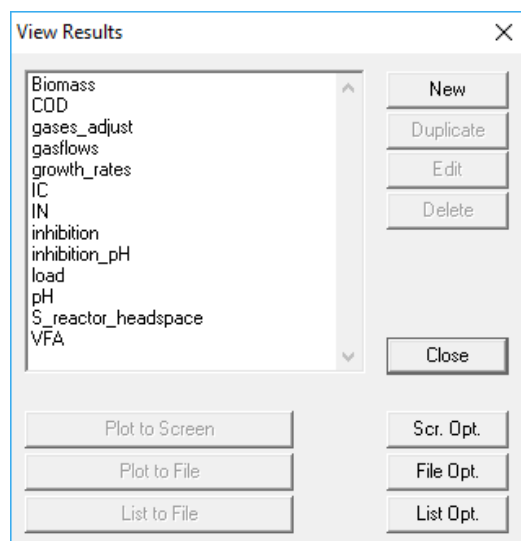 View Results
Biomass
COD
gases_adjust
gasflows
growth_rates
IC
IN
inhibition
inhibition_pH
load
pH
S_reactor_headspace
VFA
New
Duplicate
Edit
Delete
Close
Plot to Screen
Scr. Opt.
Plot to File
File Opt.
List to File
List Opt.